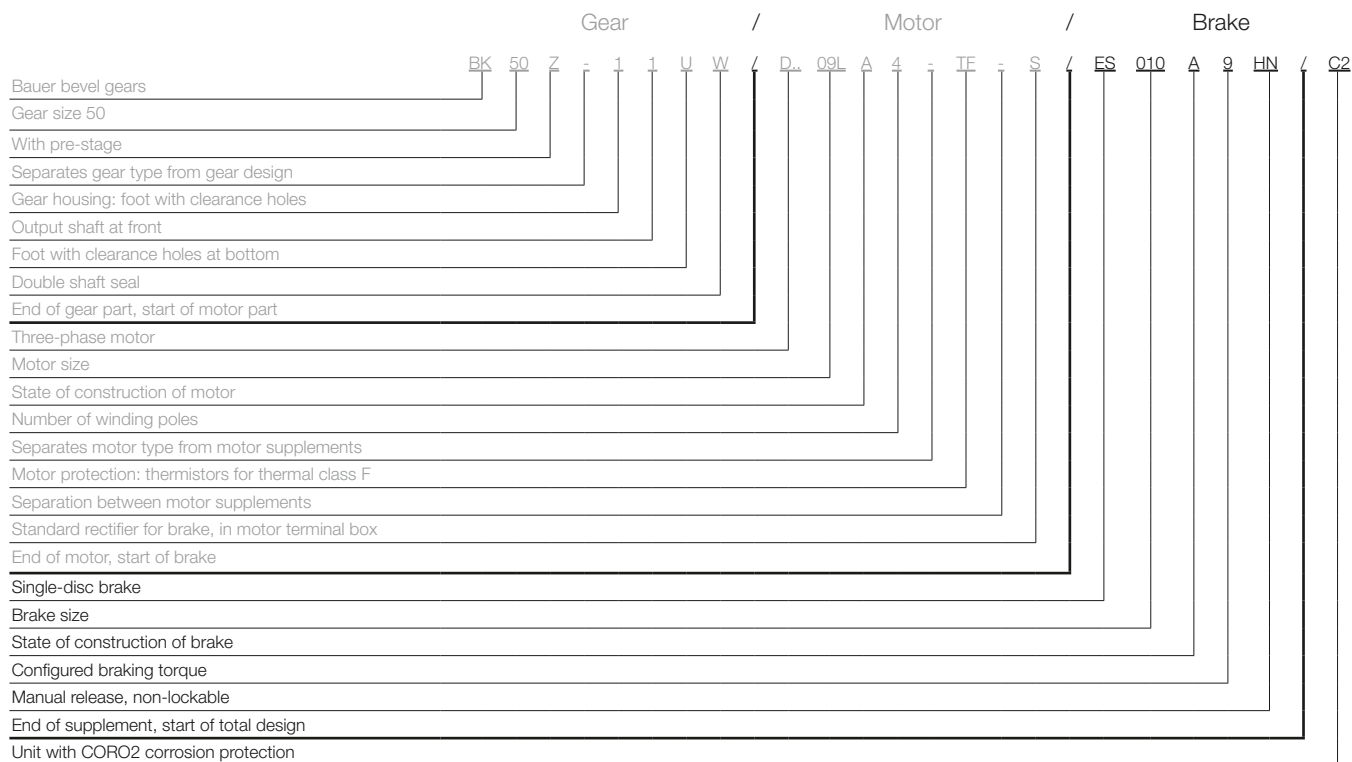 Gear / Motor / Brake
BK 50 Z - 1 1 U W / D.. 09L A 4 - TF - S / ES 010 A 9 HN / C2
Bauer bevel gears
Gear size 50
With pre-stage
Separates gear type from gear design
Gear housing: foot with clearance holes
Output shaft at front
Foot with clearance holes at bottom
Double shaft seal
End of gear part, start of motor part
Three-phase motor
Motor size
State of construction of motor
Number of winding poles
Separates motor type from motor supplements
Motor protection: thermistors for thermal class F
Separation between motor supplements
Standard rectifier for brake, in motor terminal box
End of motor, start of brake
Single-disc brake
Brake size
State of construction of brake
Configured braking torque
Manual release, non-lockable
End of supplement, start of total design
Unit with CORO2 corrosion protection